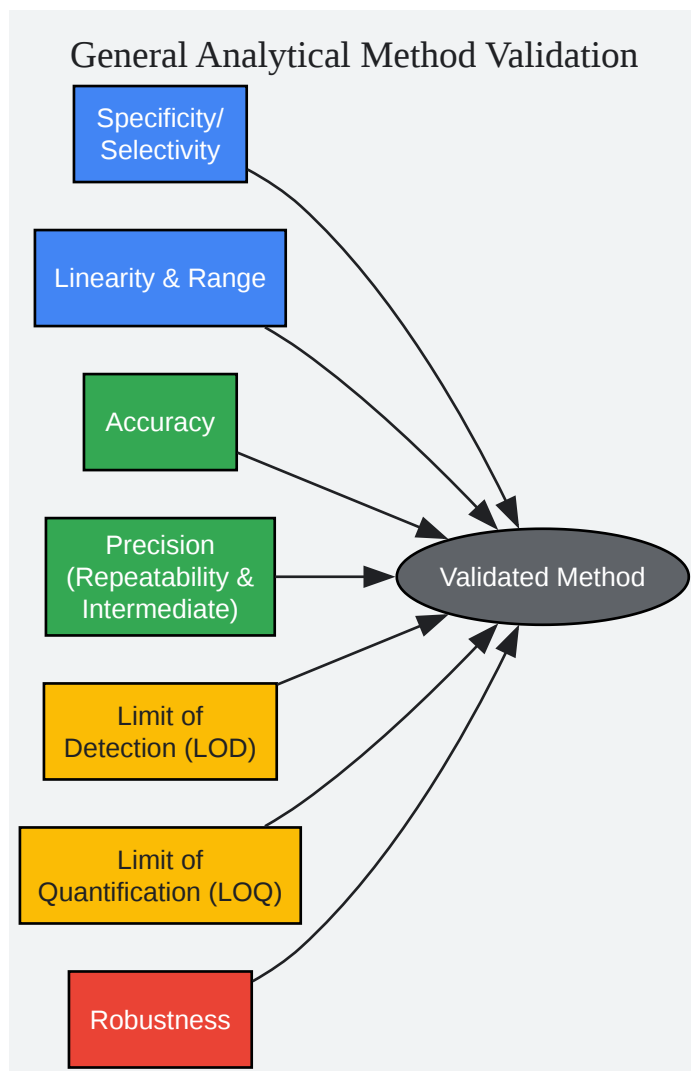 General Analytical Method Validation
Specificity/
Selectivity
Linearity & Range
Accuracy
Precision
(Repeatability &
Intermediate)
Validated Method
Limit of
Detection (LOD)
Limit of
Quantification (LOQ)
Robustness